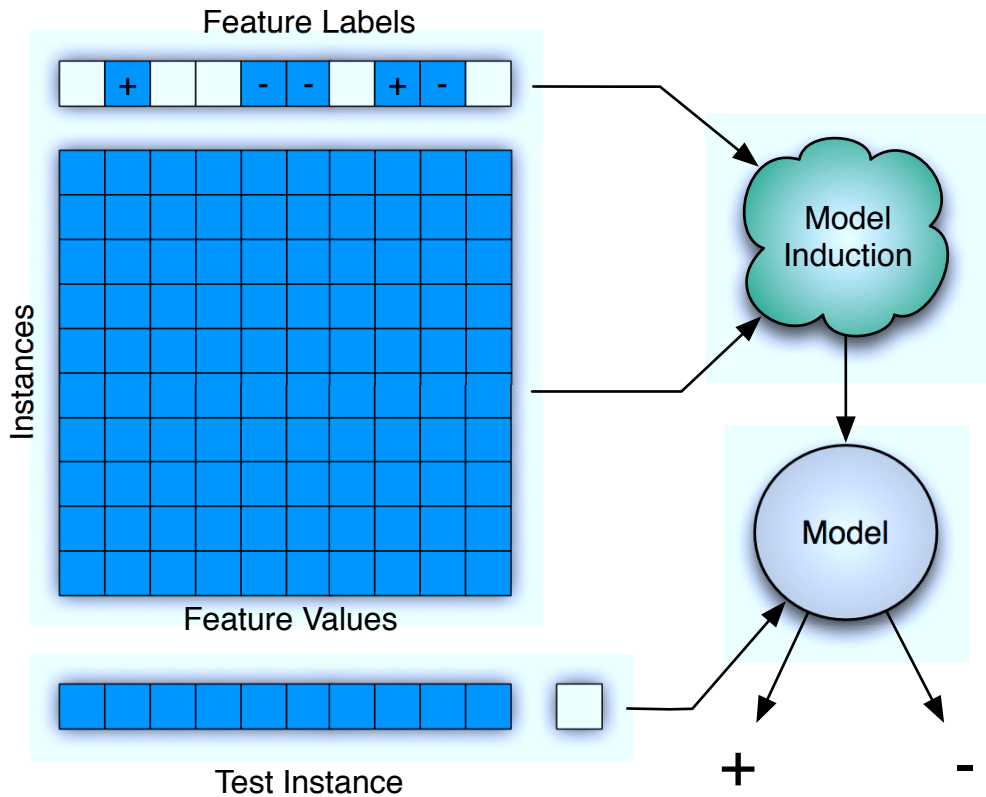 Feature Labels
+ - - + -
Model
Induction
Instances
Model
Feature Values
Test Instance
+ -